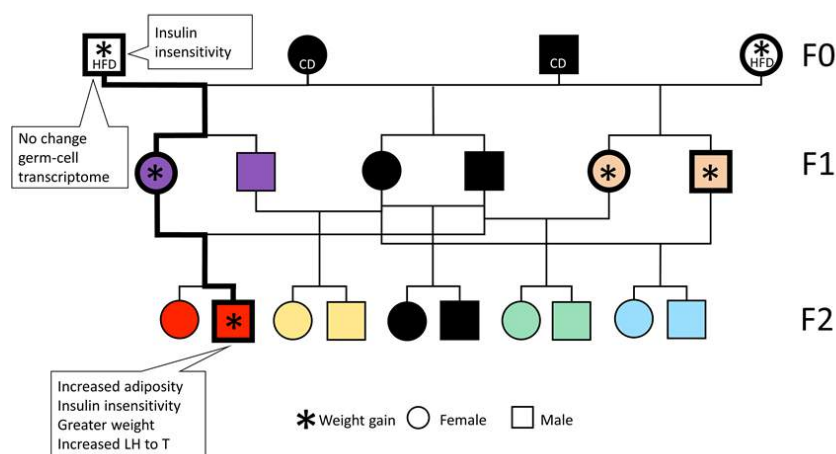 Insulin
insensitivity
* HFD
CD
CD
* HFD
F0
No change
germ-cell
transcriptome
*
*
*
F1
*
F2
Increased adiposity
Insulin insensitivity
Greater weight
Increased LH to T
* Weight gain
Female
Male